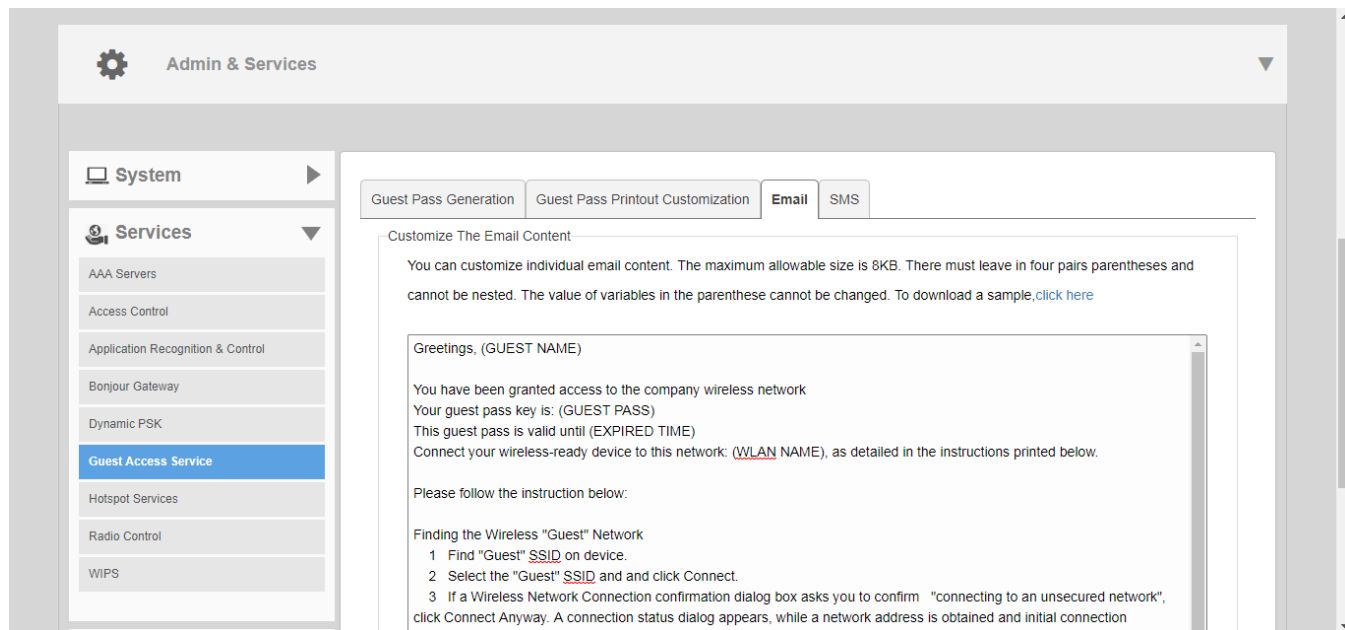 Admin & Services
System
Services
AAA Servers
Access Control
Application Recognition & Control
Bonjour Gateway
Dynamic PSK
Guest Access Service
Hotspot Services
Radio Control
WIPS
Guest Pass Generation Guest Pass Printout Customization Email SMS
Customize The Email Content
You can customize individual email content. The maximum allowable size is 8KB. There must leave in four pairs parentheses and
cannot be nested. The value of variables in the parenthese cannot be changed. To download a sample,click here
Greetings, (GUEST NAME)
You have been granted access to the company wireless network
Your guest pass key is: (GUEST PASS)
This guest pass is valid until (EXPIRED TIME)
Connect your wireless-ready device to this network: (WLAN NAME), as detailed in the instructions printed below.
Please follow the instruction below:
Finding the Wireless "Guest" Network
1 Find "Guest" SSID on device.
2 Select the "Guest" SSID and and click Connect.
3 If a Wireless Network Connection confirmation dialog box asks you to confirm "connecting to an unsecured network",
click Connect Anyway. A connection status dialog appears, while a network address is obtained and initial connection